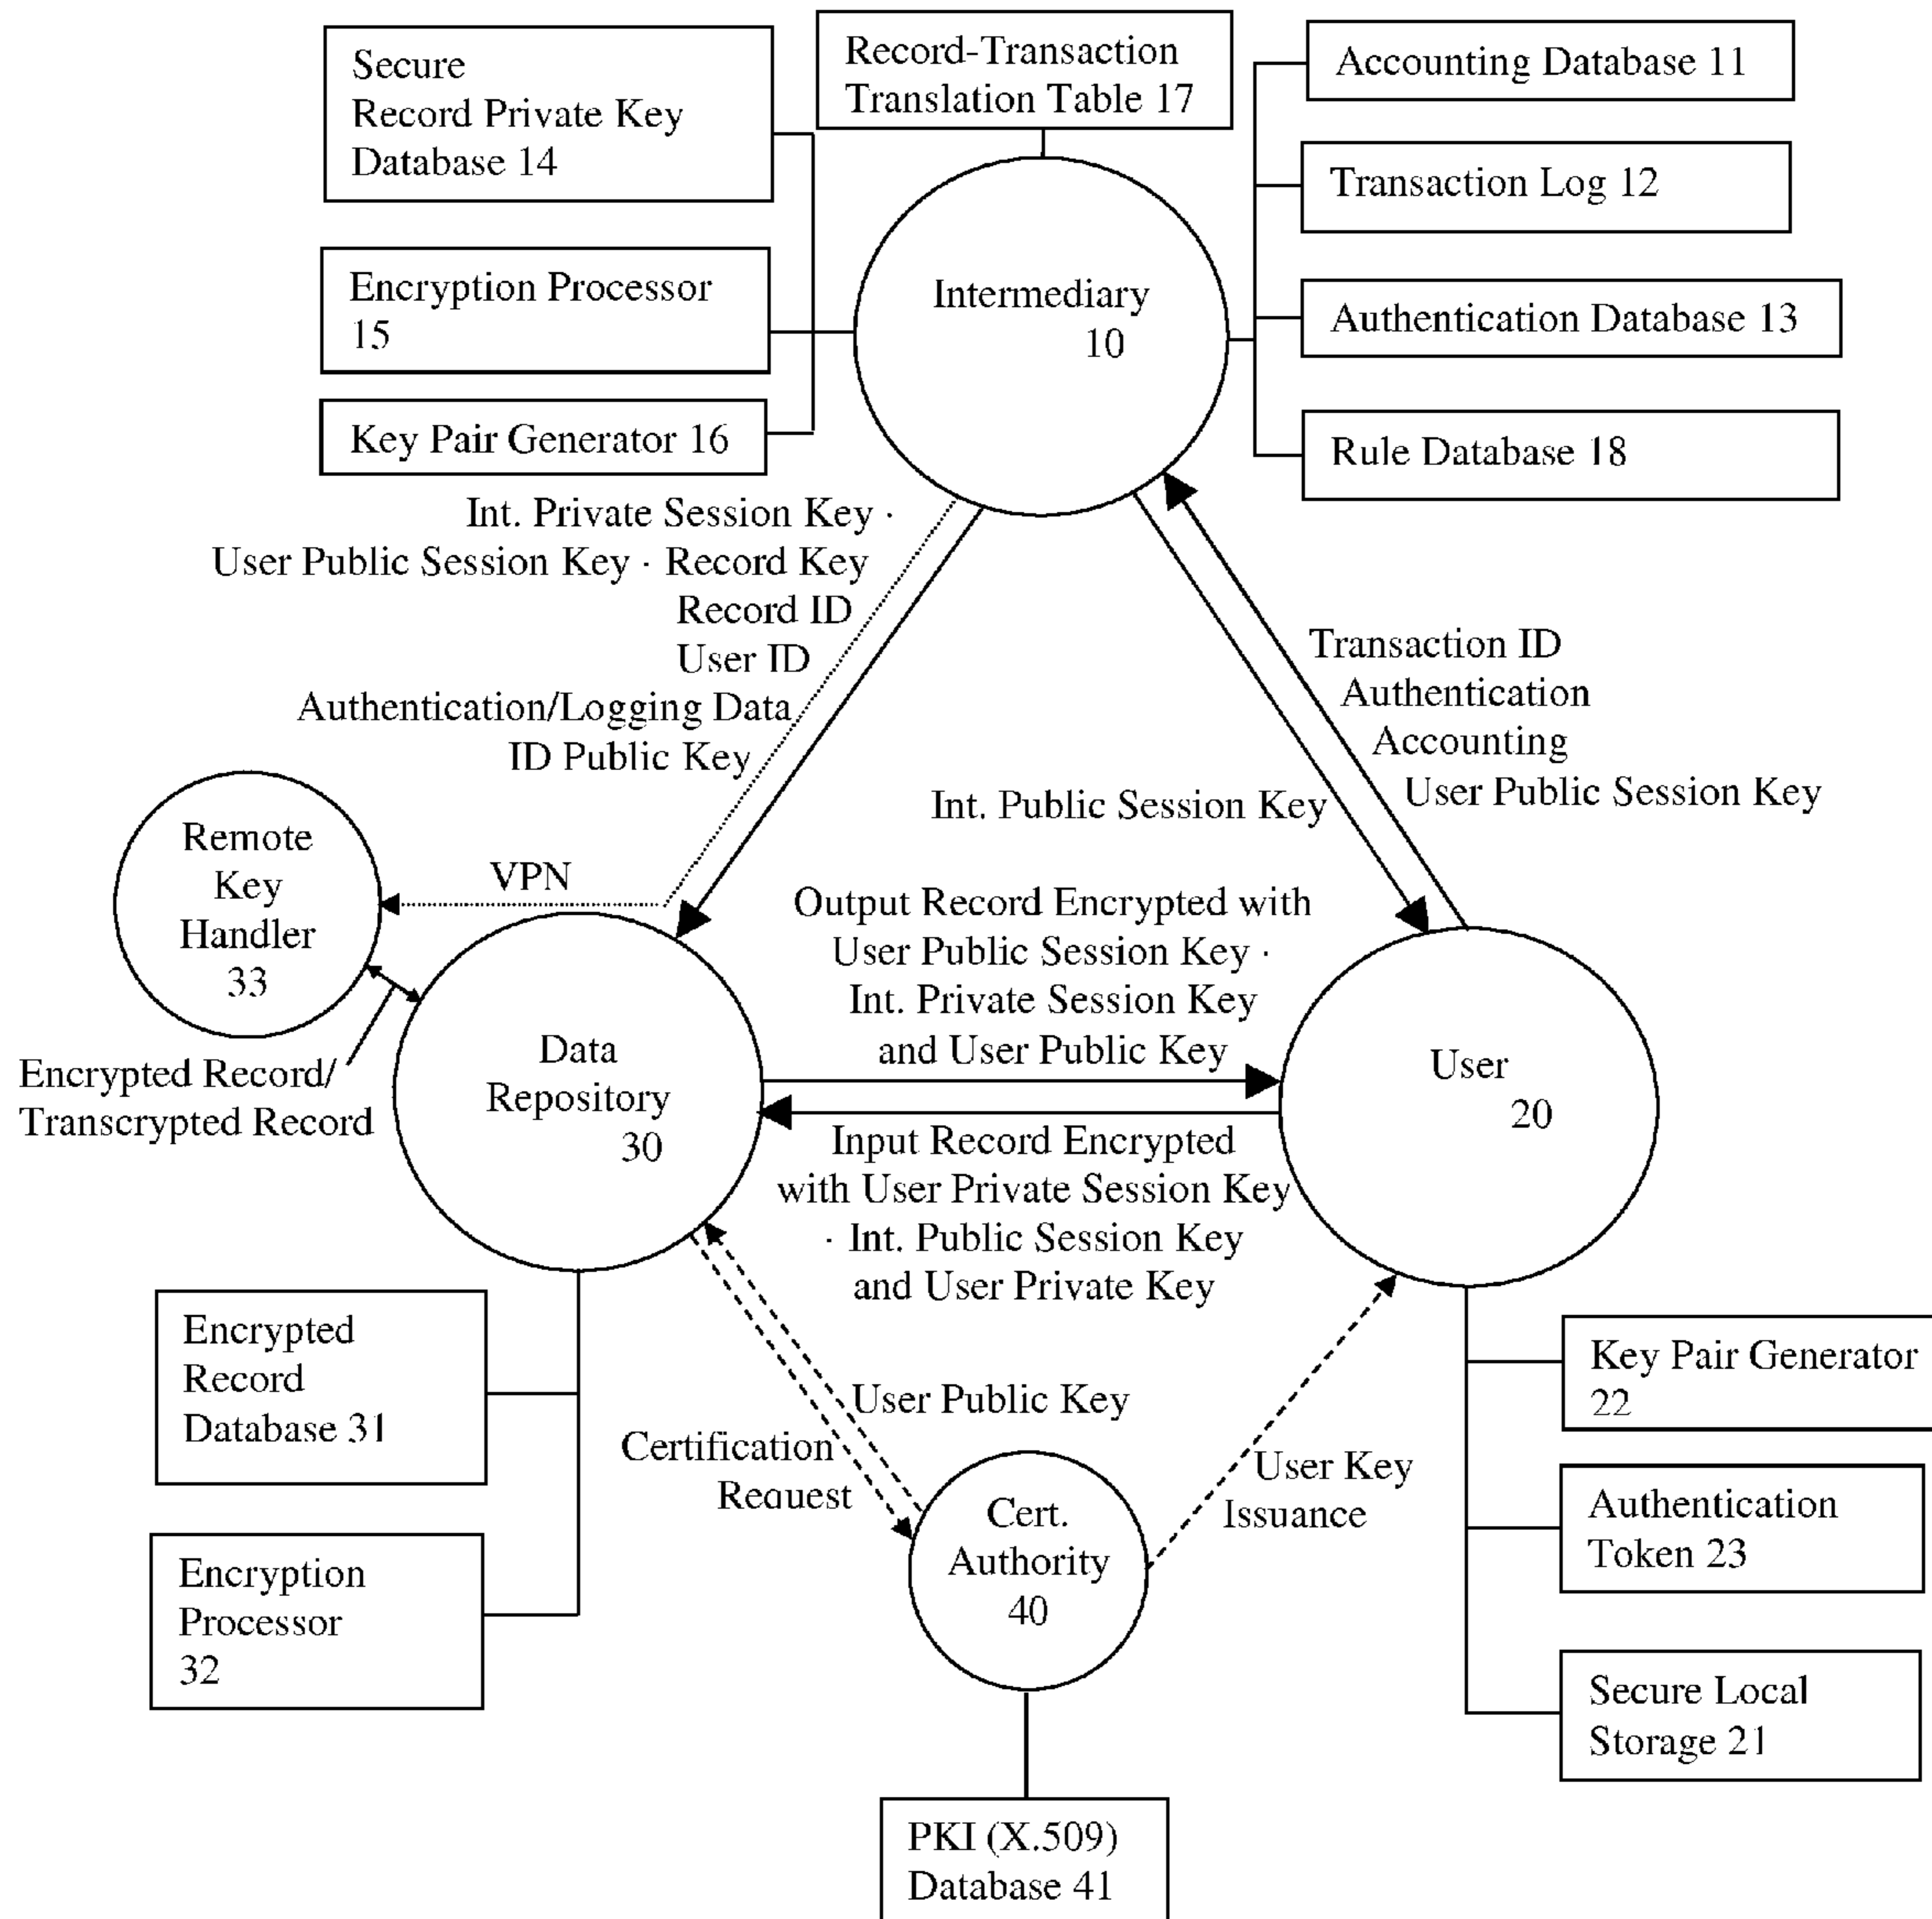 Secure
Record Private Key
Database 14
Record-Transaction
Translation Table 17
Accounting Database 11
Transaction Log 12
Encryption Processor
15
Intermediary
10
Authentication Database 13
Key Pair Generator 16
Rule Database 18
Int. Private Session Key ·
User Public Session Key · Record Key
Record ID
User ID
Authentication/Logging Data
ID Public Key
Transaction ID
Authentication
Accounting
User Public Session Key
Int. Public Session Key
Remote
Key
Handler
33
VPN
Output Record Encrypted with
User Public Session Key ·
Int. Private Session Key
and User Public Key
Encrypted Record/
Transcrypted Record
Data
Repository
30
User
20
Input Record Encrypted
with User Private Session Key
· Int. Public Session Key
and User Private Key
Encrypted
Record
Database 31
Encryption
Processor
32
User Public Key
Certification
Request
Cert.
Authority
40
User Key
Issuance
Key Pair Generator
22
Authentication
Token 23
Secure Local
Storage 21
PKI (X.509)
Database 41